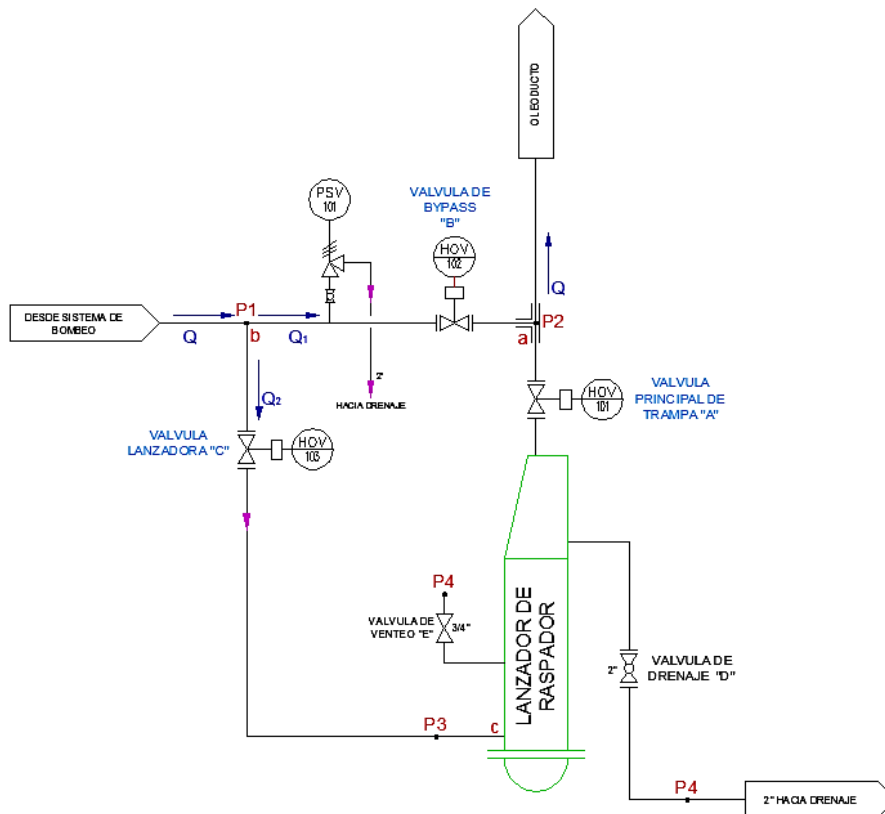 OLEODUCTO
PSV
101
VALVULA DE
BYPASS
"B"
HOV
102
Q
DESDE SISTEMA DE
BOMBEO
P1
Q
b
Q1
a
P2
2"
HACIA DRENAJE
Q2
VALVULA
PRINCIPAL DE
TRAMPA "A"
HOV
101
VALVULA
LANZADORA "C"
HOV
103
P4
VALVULA DE
VENTEO "E"
3/4"
LANZADOR DE
RASPADOR
2"
VALVULA DE
DRENAJE "D"
P3
c
P4
2" HACIA DRENAJE